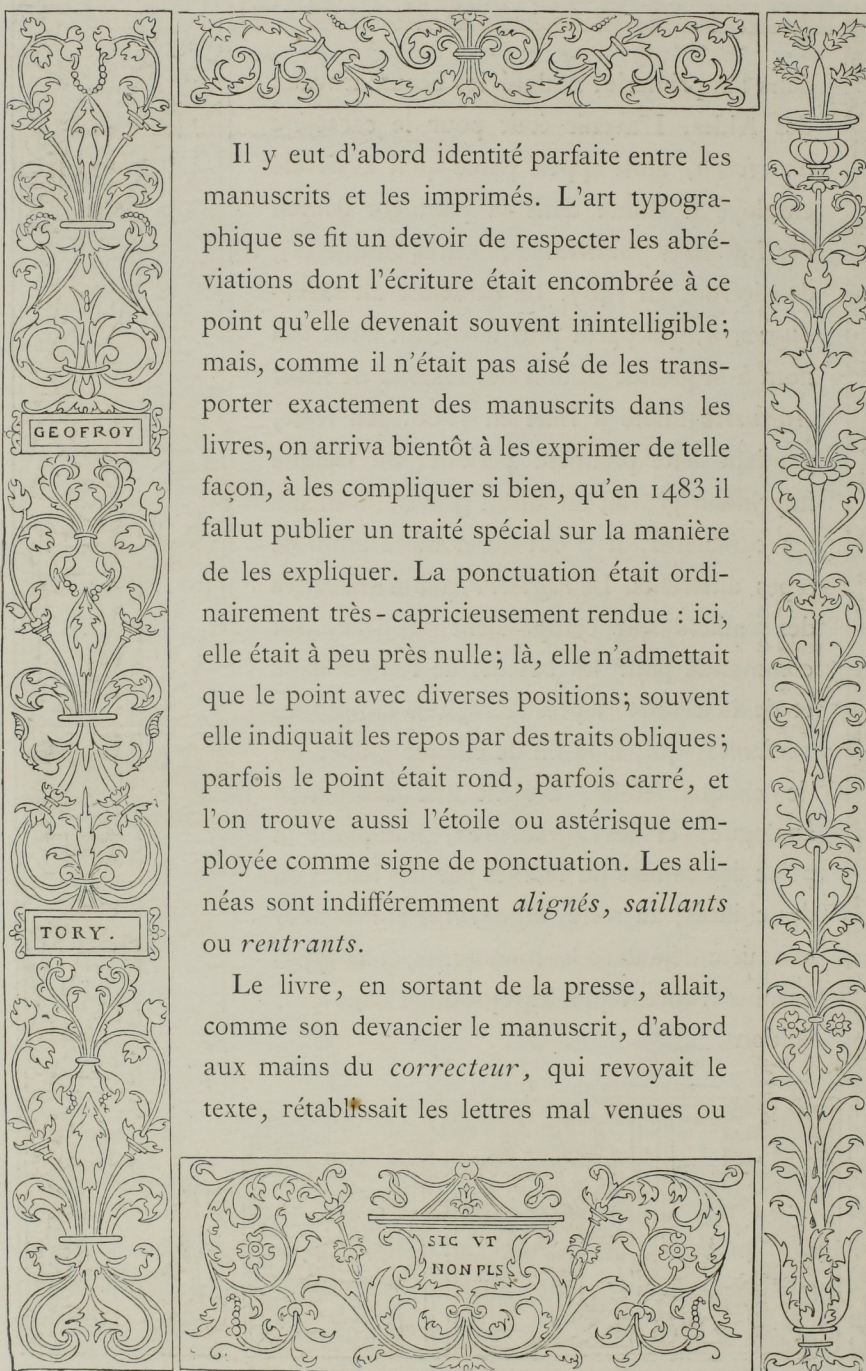 Il y eut d'abord identité parfaite entre les
manuscrits et les imprimés. L'art typogra-
phique se fit un devoir de respecter les abré-
viations dont l'écriture était encombrée à ce
point qu'elle devenait souvent inintelligible;
mais, comme il n'était pas aisé de les trans-
porter exactement des manuscrits dans les
livres, on arriva bientôt à les exprimer de telle
façon, à les compliquer si bien, qu'en 1483 il
fallut publier un traité spécial sur la manière
de les expliquer. La ponctuation était ordi-
nairement très-capricieusement rendue : ici,
elle était à peu près nulle; là, elle n'admettait
que le point avec diverses positions; souvent
elle indiquait les repos par des traits obliques;
parfois le point était rond, parfois carré, et
l'on trouve aussi l'étoile ou astérisque em-
ployée comme signe de ponctuation. Les ali-
néas sont indifféremment alignés, saillants
ou rentrants.
Le livre, en sortant de la presse, allait,
comme son devancier le manuscrit, d'abord
aux mains du correcteur, qui revoyait le
texte, rétablissait les lettres mal venues ou
GEOFROY
TORY.
SIC VT
NON PLS